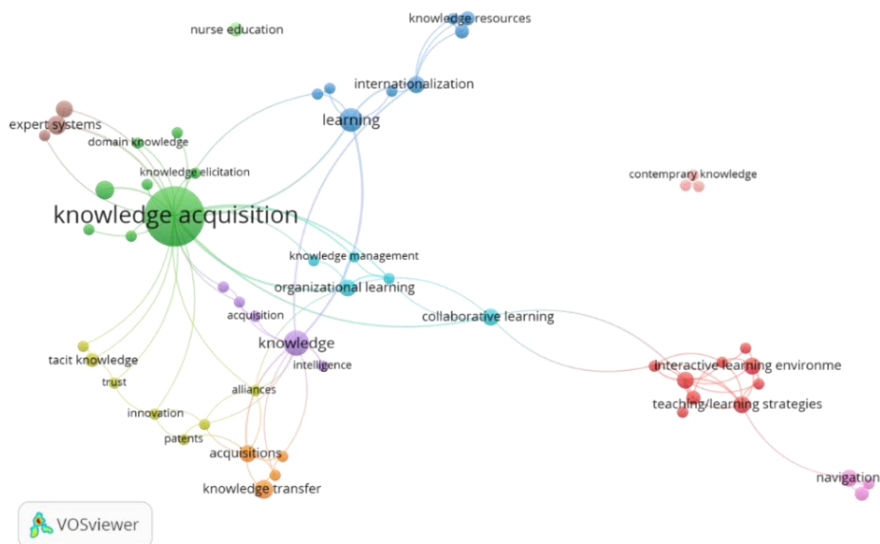 knowledge resources
nurse education
internationalization
learning
expert systems
domain knowledge
knowledge elicitation
contemprary knowledge
knowledge acquisition
knowledge management
organizational learning
acquisition
collaborative learning
knowledge
intelligence
tacit knowledge
interactive learning environme
trust
alliances
teaching/learning strategies
innovation
patents
acquisitions
navigation
knowledge transfer
VOSviewer